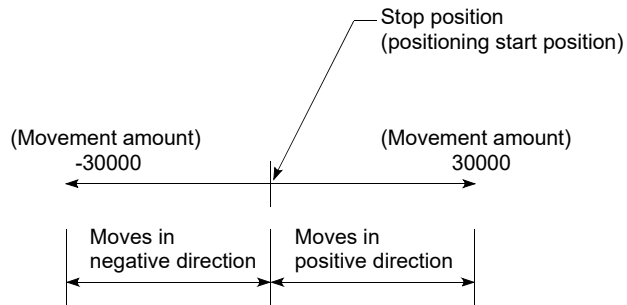 Stop position
(positioning start position)
(Movement amount)
-30000
(Movement amount)
30000
Moves in
negative direction
Moves in
positive direction